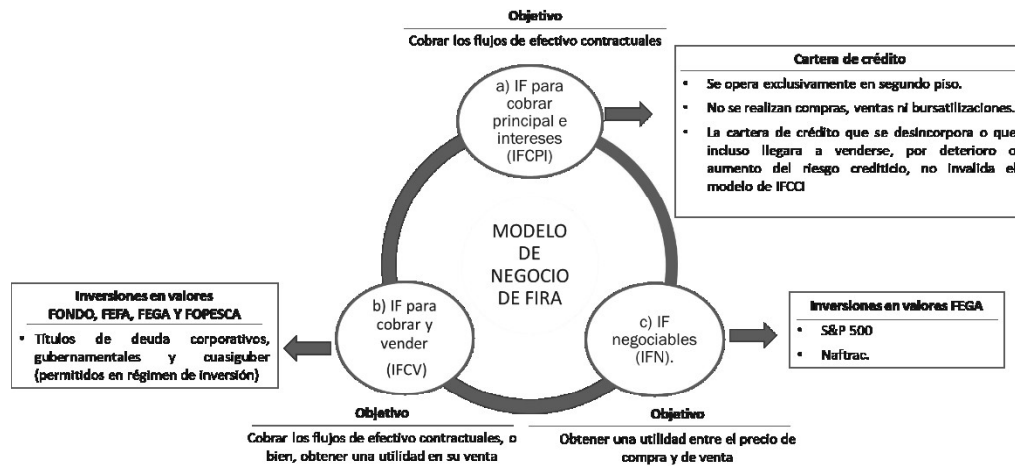 Objetivo
Cobrar los flujos de efectivo contractuales
a) IF para
cobrar
principal e
intereses
(IFCPI)
Cartera de crédito
• Se opera exclusivamente en segundo piso.
• No se realizan compras, ventas ni bursatilizaciones.
• La cartera de crédito que se desincorpora o que
incluso llegara a venderse, por deterioro o
aumento del riesgo crediticio, no invalida el
modelo de IFCCI
MODELO
DE
NEGOCIO
DE FIRA
Inversiones en valores
FONDO, FEFA, FEGA Y FOPESCA
• Títulos de deuda corporativos,
gubernamentales y cuasiguber
(permitidos en régimen de inversión)
b) IF para
cobrar y
vender
(IFCV)
c) IF
negociables
(IFN).
Inversiones en valores FEGA
• S&P 500
• Naftrac.
Objetivo
Cobrar los flujos de efectivo contractuales, o
bien, obtener una utilidad en su venta
Objetivo
Obtener una utilidad entre el precio de
compra y de venta